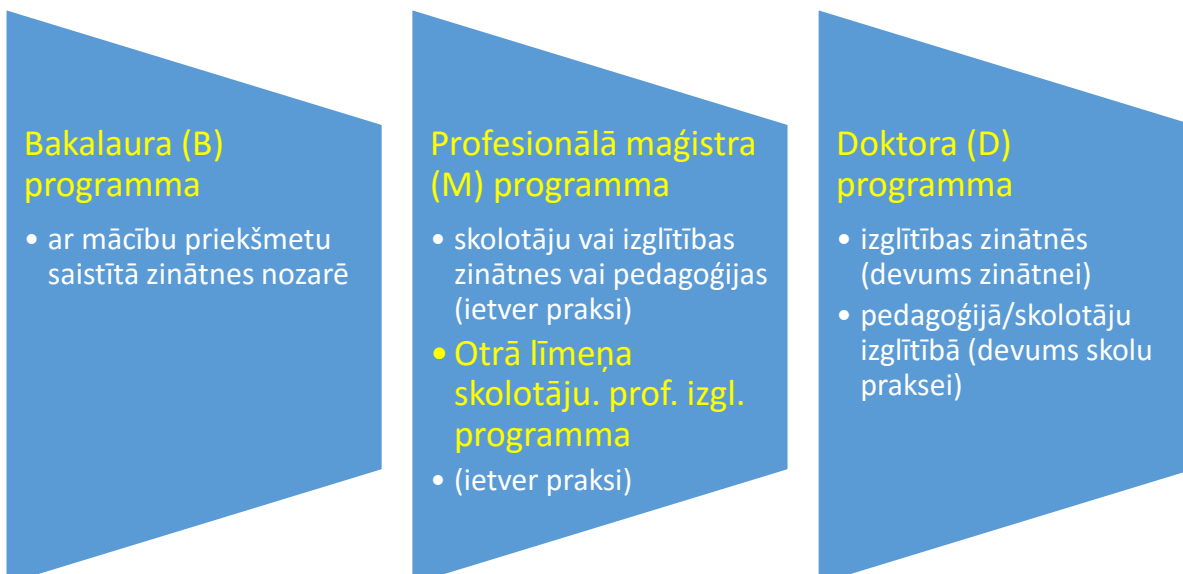 Bakalaura (B)
programma
• ar mācību priekšmetu
saistītā zinātnes nozarē
Profesionālā maģistra
(M) programma
• skolotāju vai izglītības
zinātnes vai pedagoģijas
(ietver praksi)
• Otrā līmeņa
skolotāju. prof. izgl.
programma
• (ietver praksi)
Doktora (D)
programma
• izglītības zinātnēs
(devums zinātnei)
• pedagoģijā/skolotāju
izglītībā (devums skolu
praksei)